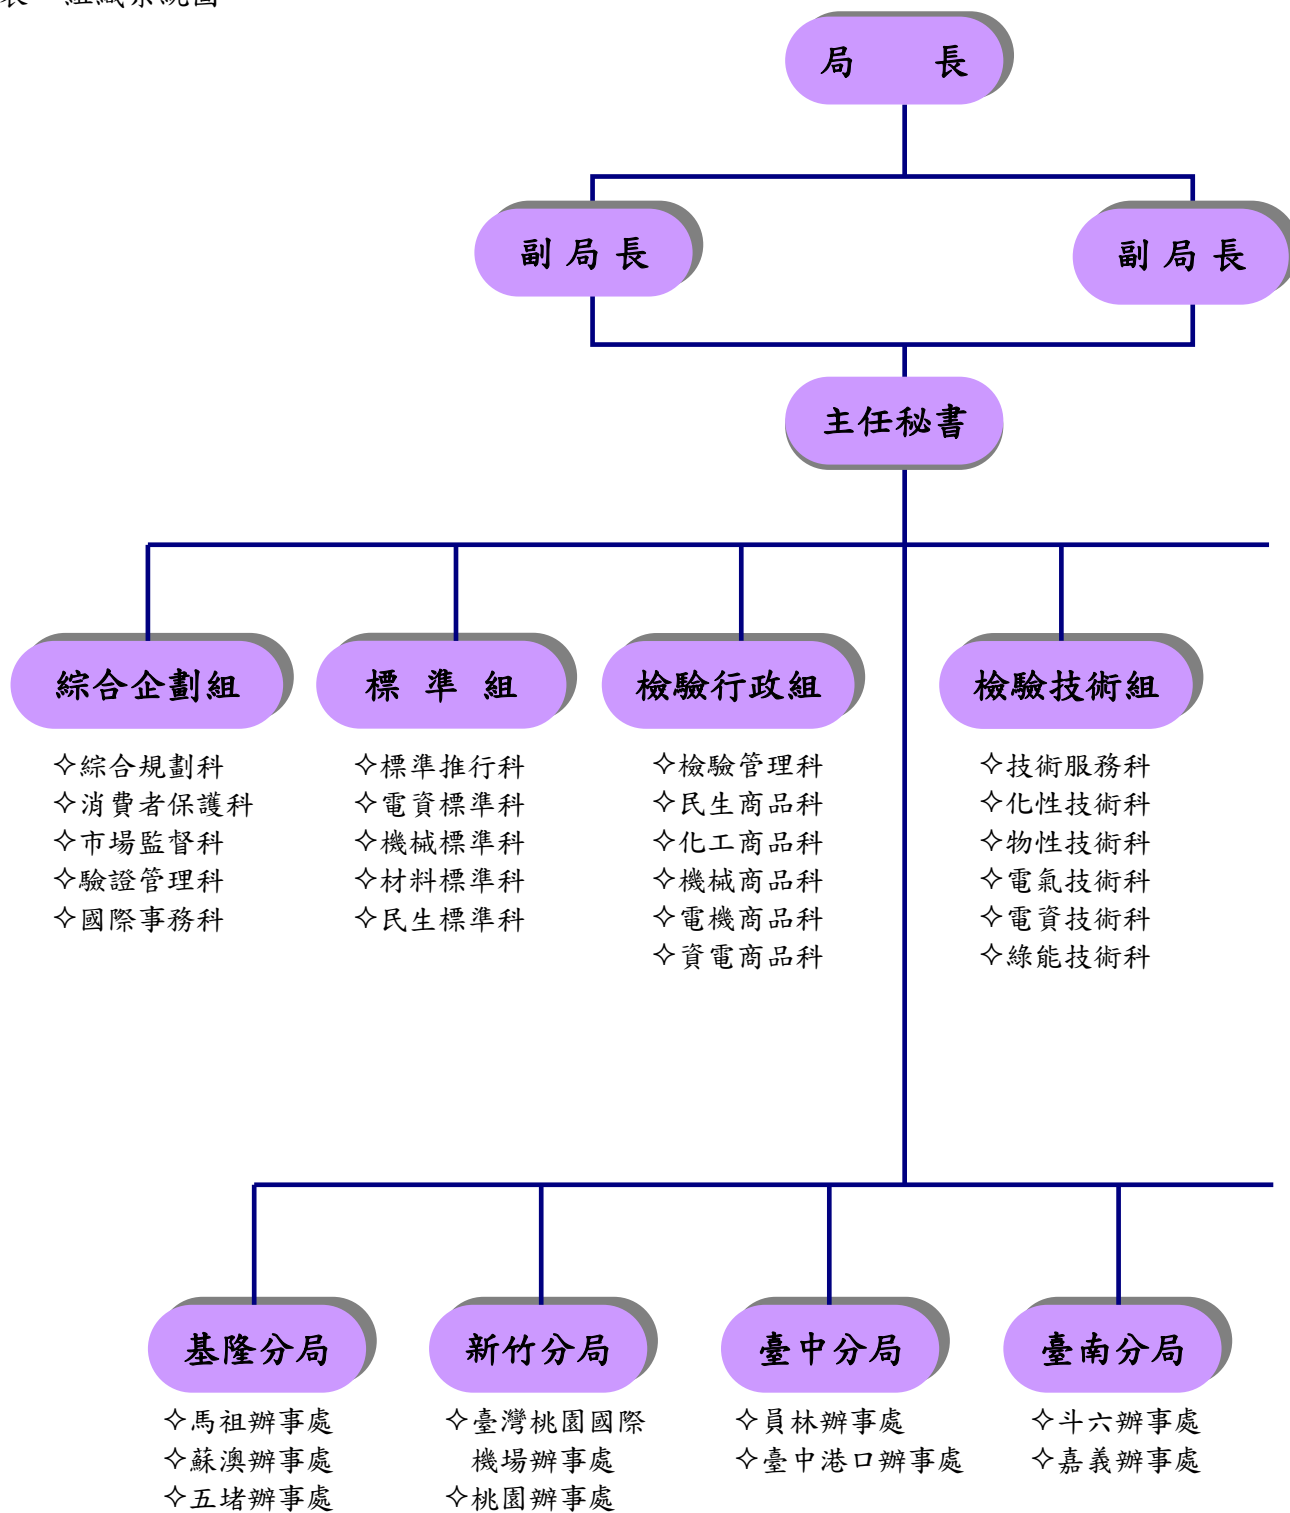 組織系統圖
局 長
副 局 長
副 局 長
主任秘書
綜合企劃組
標 準 組
檢驗行政組
檢驗技術組
✧綜合規劃科
✧消費者保護科
✧市場監督科
✧驗證管理科
✧國際事務科
✧標準推行科
✧電資標準科
✧機械標準科
✧材料標準科
✧民生標準科
✧檢驗管理科
✧民生商品科
✧化工商品科
✧機械商品科
✧電機商品科
✧資電商品科
✧技術服務科
✧化性技術科
✧物性技術科
✧電氣技術科
✧電資技術科
✧綠能技術科
基隆分局
新竹分局
臺中分局
臺南分局
✧馬祖辦事處
✧蘇澳辦事處
✧五堵辦事處
✧臺灣桃園國際
機場辦事處
✧桃園辦事處
✧員林辦事處
✧臺中港口辦事處
✧斗六辦事處
✧嘉義辦事處